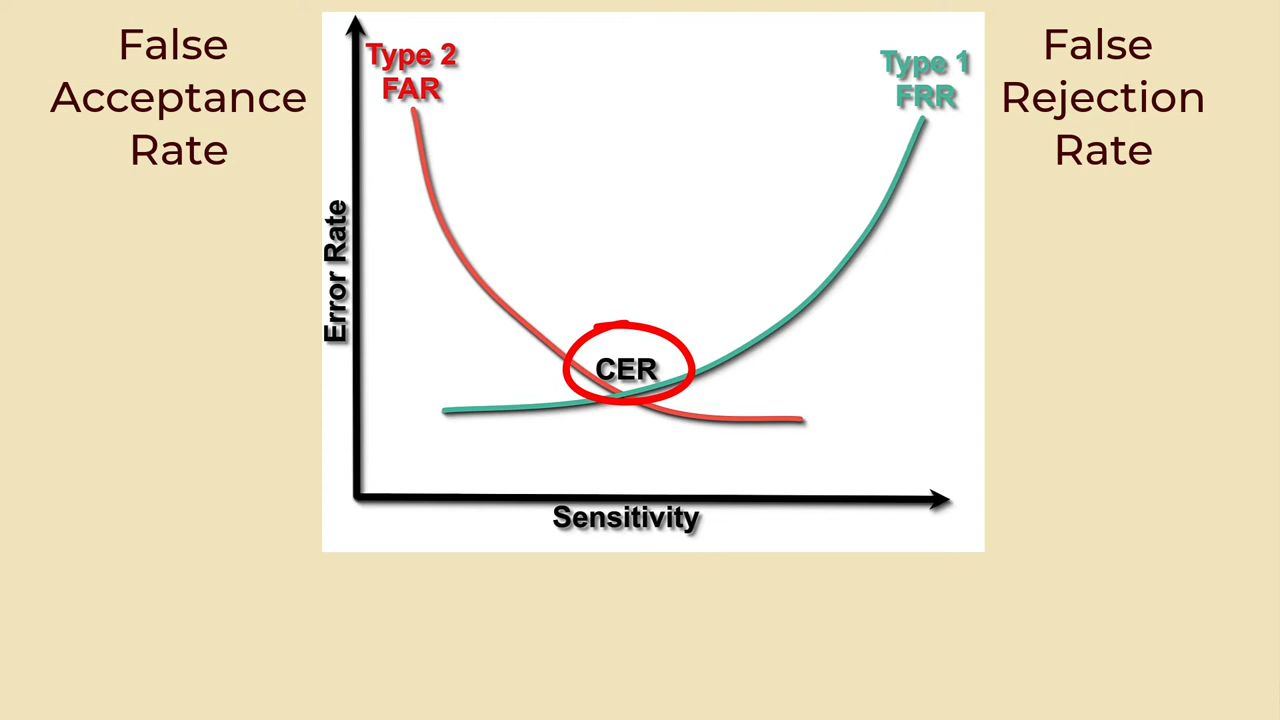 False
Acceptance
Rate
Type 2
FAR
Type 1
FRR
False
Rejection
Rate
Error Rate
CER
Sensitivity